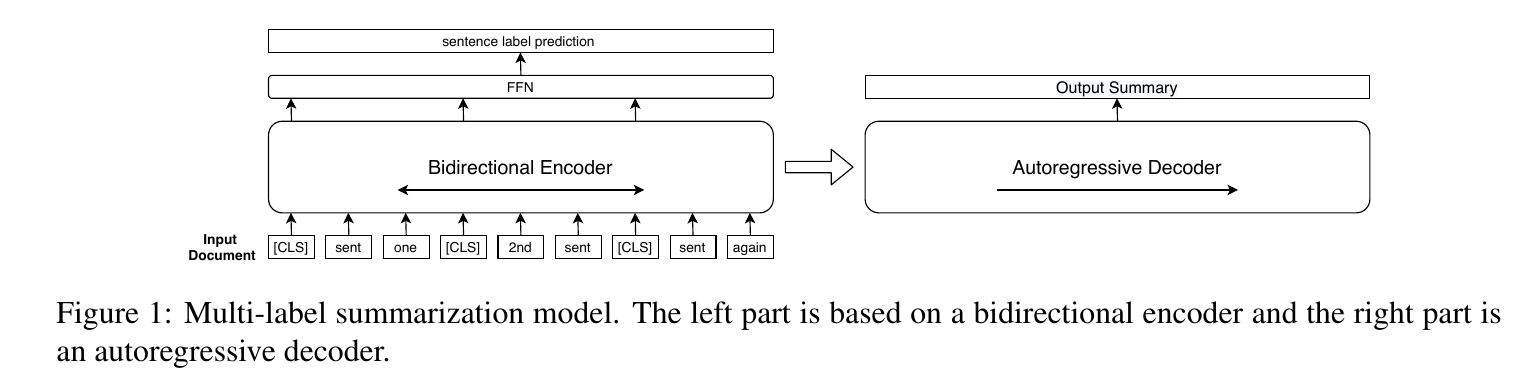 sentence label prediction
FFN
Output Summary
Bidirectional Encoder
Autoregressive Decoder
Input
Document
[CLS] sent one [CLS] 2nd sent [CLS] sent again
Figure 1: Multi-label summarization model. The left part is based on a bidirectional encoder and the right part is
an autoregressive decoder.